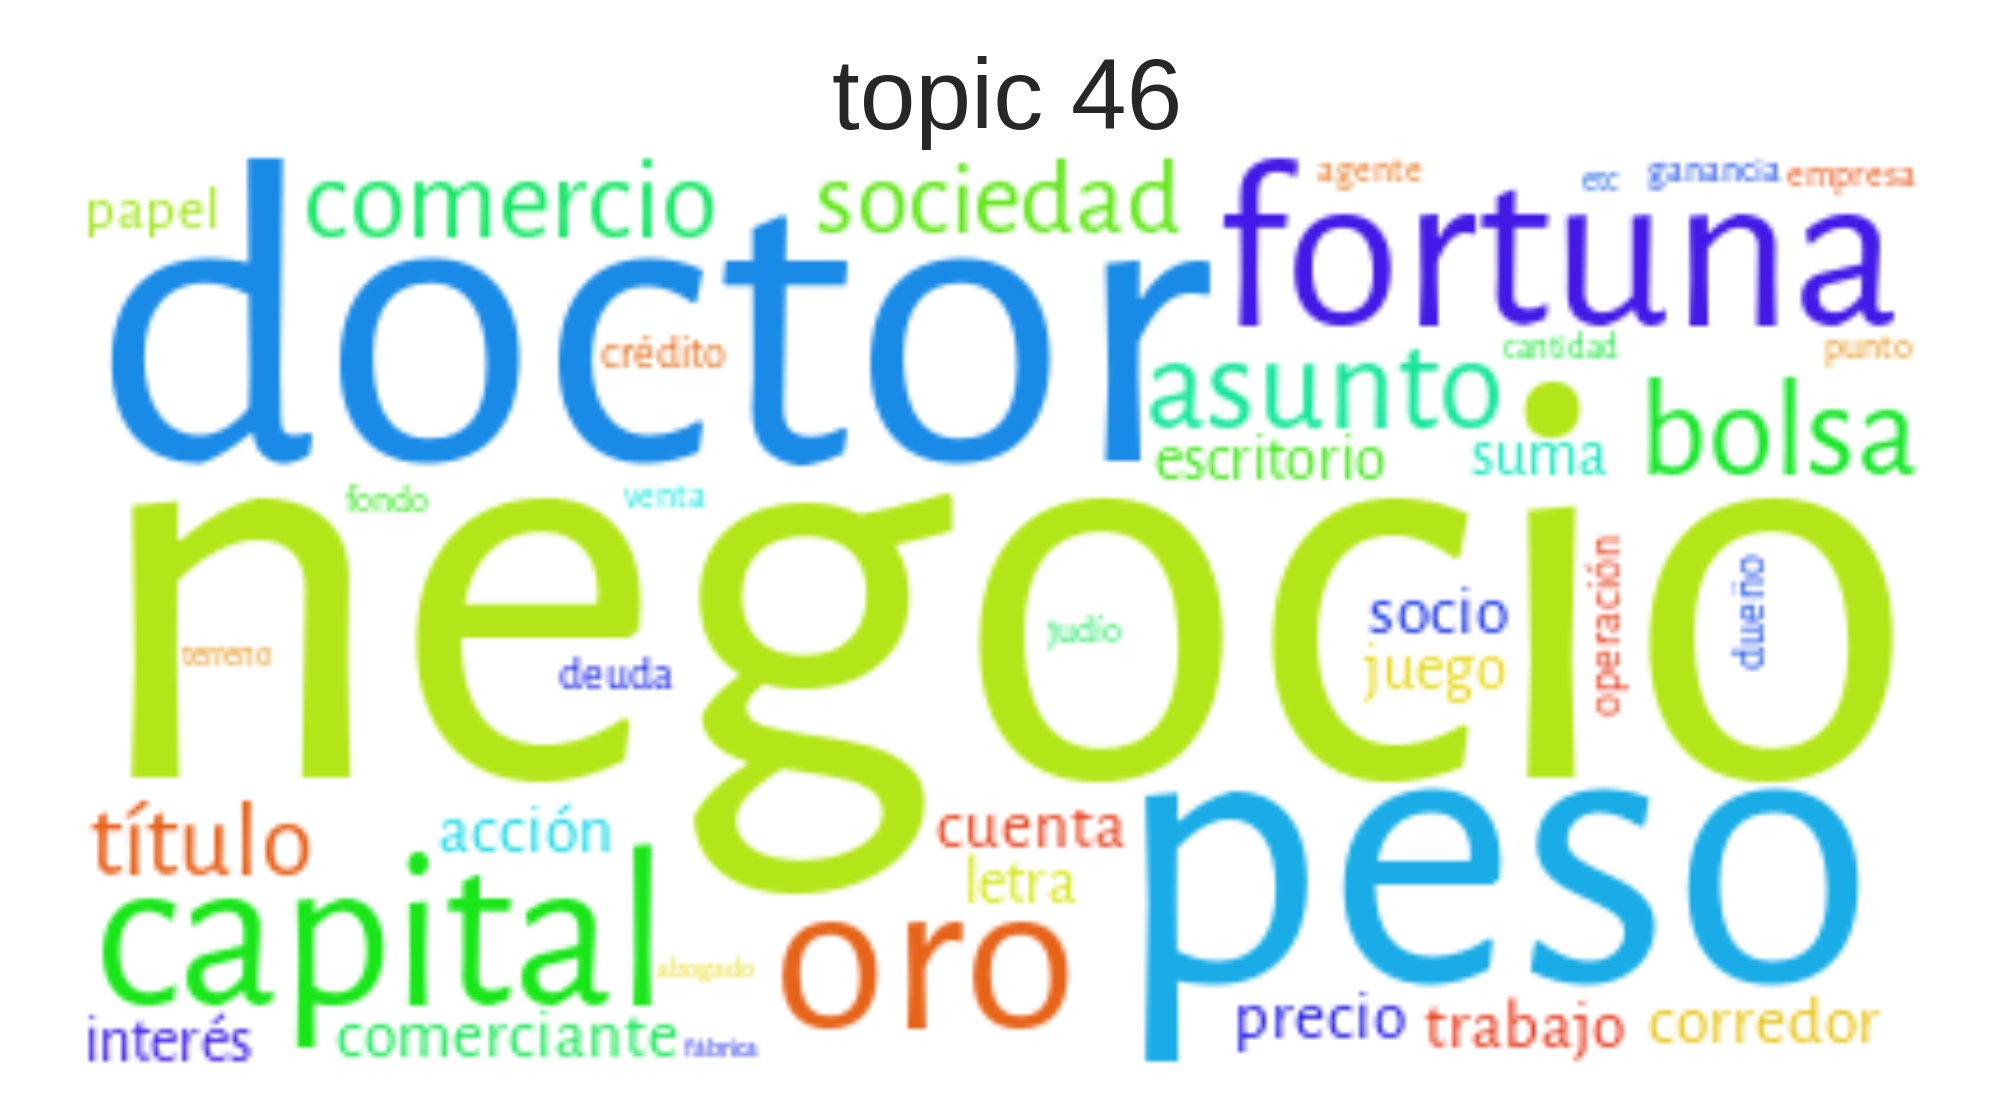 topic 46
papel comercio sociedad agente etc ganancia empresa
doctor fortuna
crédito asunto cantidad punto
escritorio suma bolsa
fondo venta
negocio
terreno deuda judío socio juego operación dueño
título acción cuenta
letra
capital oro peso
abogado
interés comerciante fábrica precio trabajo corredor